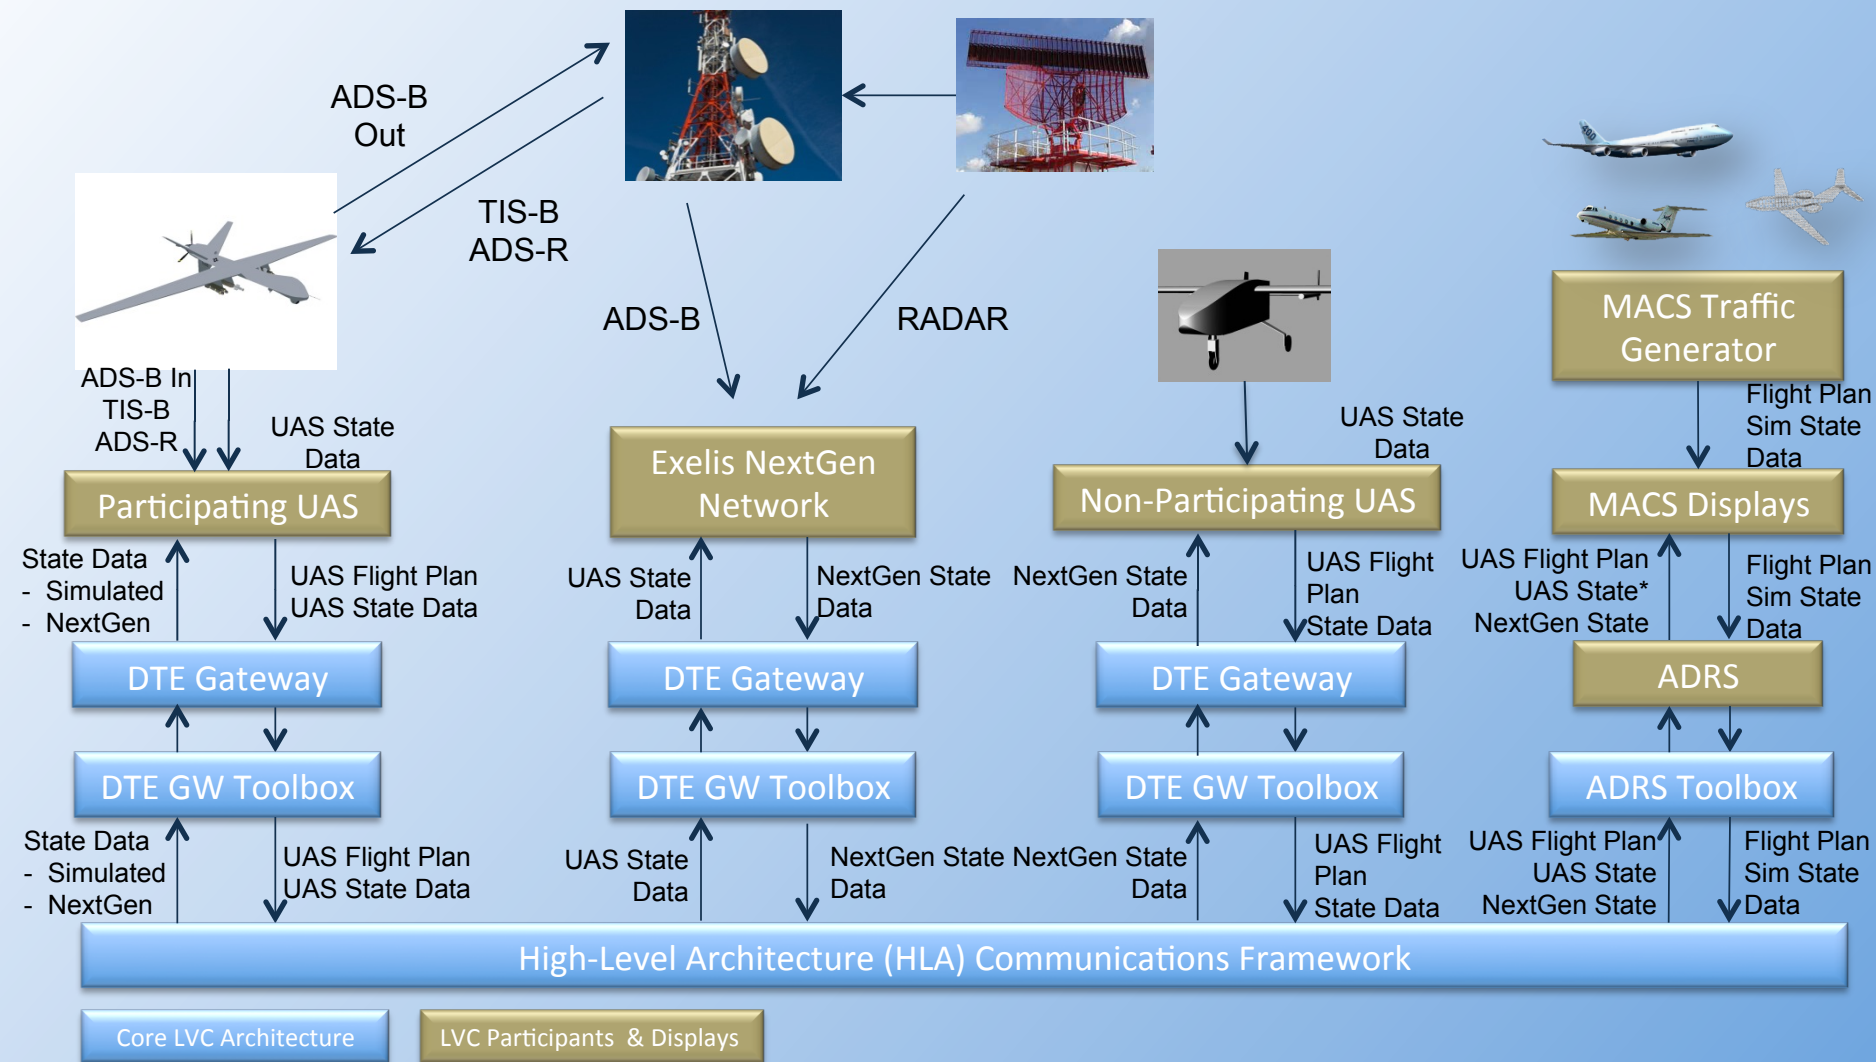 ADS-B
Out
TIS-B
ADS-R
ADS-B
RADAR
MACS Traffic
Generator
ADS-B In
TIS-B
ADS-R
UAS State
Data
UAS State
Data
Flight Plan
Sim State
Data
Participating UAS
Exelis NextGen
Network
Non-Participating UAS
MACS Displays
State Data
- Simulated
- NextGen
UAS Flight Plan
UAS State Data
UAS State
Data
NextGen State
Data
NextGen State
Data
UAS Flight
Plan
State Data
UAS Flight Plan
UAS State*
NextGen State
Flight Plan
Sim State
Data
DTE Gateway
DTE Gateway
DTE Gateway
ADRS
DTE GW Toolbox
DTE GW Toolbox
DTE GW Toolbox
ADRS Toolbox
State Data
- Simulated
- NextGen
UAS Flight Plan
UAS State Data
UAS State
Data
NextGen State
Data
NextGen State
Data
UAS Flight
Plan
State Data
UAS Flight Plan
UAS State
NextGen State
Flight Plan
Sim State
Data
High-Level Architecture (HLA) Communications Framework
Core LVC Architecture
LVC Participants & Displays